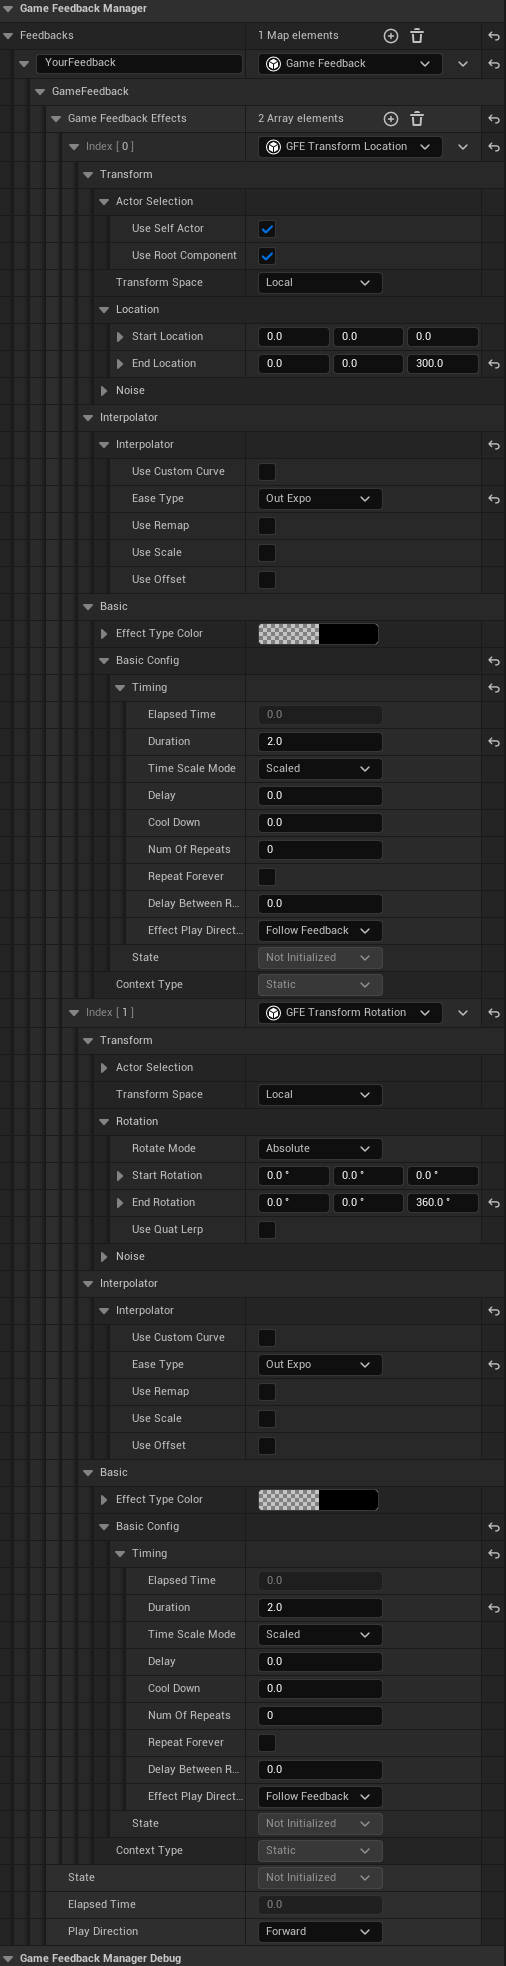 Game Feedback Manager
Feedbacks 1 Map elements
YourFeedback Game Feedback
GameFeedback
Game Feedback Effects 2 Array elements
Index [ 0 ] GFE Transform Location
Transform
Actor Selection
Use Self Actor
Use Root Component
Transform Space Local
Location
Start Location 0.0 0.0 0.0
End Location 0.0 0.0 300.0
Noise
Interpolator
Interpolator
Use Custom Curve
Ease Type Out Expo
Use Remap
Use Scale
Use Offset
Basic
Effect Type Color
Basic Config
Timing
Elapsed Time 0.0
Duration 2.0
Time Scale Mode Scaled
Delay 0.0
Cool Down 0.0
Num Of Repeats 0
Repeat Forever
Delay Between R... 0.0
Effect Play Direct... Follow Feedback
State Not Initialized
Context Type Static
Index [ 1 ] GFE Transform Rotation
Transform
Actor Selection
Transform Space Local
Rotation
Rotate Mode Absolute
Start Rotation 0.0 ° 0.0 ° 0.0 °
End Rotation 0.0 ° 0.0 ° 360.0 °
Use Quat Lerp
Noise
Interpolator
Interpolator
Use Custom Curve
Ease Type Out Expo
Use Remap
Use Scale
Use Offset
Basic
Effect Type Color
Basic Config
Timing
Elapsed Time 0.0
Duration 2.0
Time Scale Mode Scaled
Delay 0.0
Cool Down 0.0
Num Of Repeats 0
Repeat Forever
Delay Between R... 0.0
Effect Play Direct... Follow Feedback
State Not Initialized
Context Type Static
State Not Initialized
Elapsed Time 0.0
Play Direction Forward
Game Feedback Manager Debug